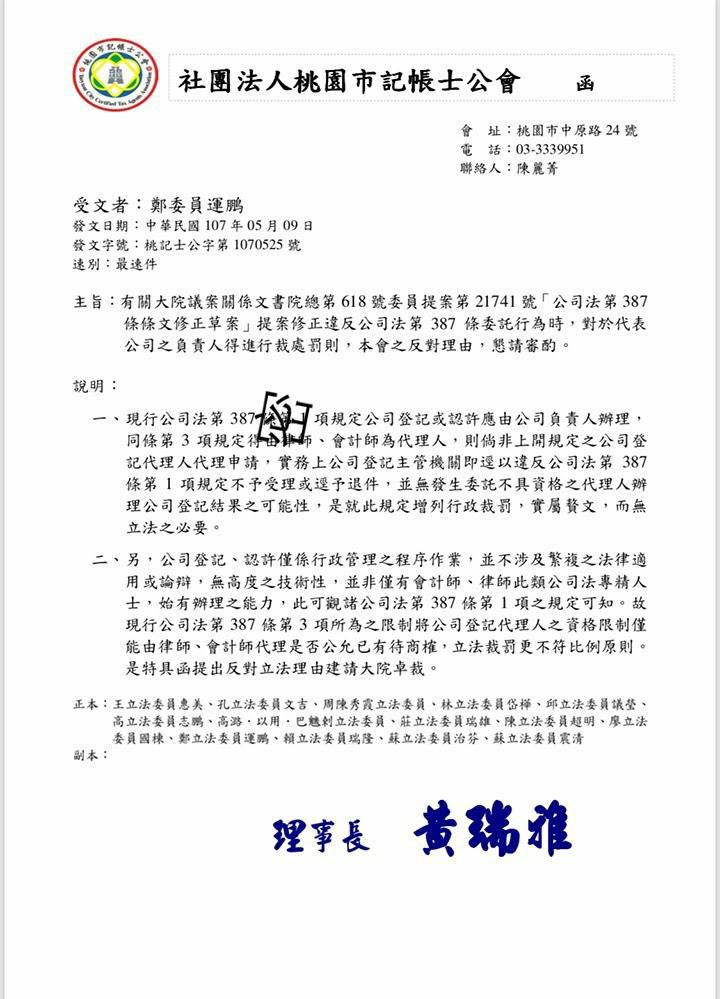 桃園市記帳士公會
Taoyuan City Certified Tax Agents Association
社團法人桃園市記帳士公會 函
會 址：桃園市中原路 24 號
電 話：03-3339951
聯絡人：陳麗菁
受文者：鄭委員運鵬
發文日期：中華民國 107 年 05 月 09 日
發文字號：桃記士公字第 1070525 號
速別：最速件
主旨：有關大院議案關係文書院總第 618 號委員提案第 21741 號「公司法第 387
條條文修正草案」提案修正違反公司法第 387 條委託行為時，對於代表
公司之負責人得進行裁處罰則，本會之反對理由，懇請審酌。
說明：
一、現行公司法第 387 條第 1 項規定公司登記或認許應由公司負責人辦理，
同條第 3 項規定得由律師、會計師為代理人，則倘非上開規定之公司登
記代理人代理申請，實務上公司登記主管機關即逕以違反公司法第 387
條第 1 項規定不予受理或逕予退件，並無發生委託不具資格之代理人辦
理公司登記結果之可能性，是就此規定增列行政裁罰，實屬贅文，而無
立法之必要。
二、另，公司登記、認許僅係行政管理之程序作業，並不涉及繁複之法律適
用或論辯，無高度之技術性，並非僅有會計師、律師此類公司法專精人
士，始有辦理之能力，此可觀諸公司法第 387 條第 1 項之規定可知。故
現行公司法第 387 條第 3 項所為之限制將公司登記代理人之資格限制僅
能由律師、會計師代理是否公允已有待商榷，立法裁罰更不符比例原則。
是特具函提出反對立法理由建請大院卓裁。
正本：王立法委員惠美、孔立法委員文吉、周陳秀霞立法委員、林立法委員岱樺、邱立法委員議瑩、
高立法委員志鵬、高潞．以用．巴魕剌立法委員、莊立法委員瑞雄、陳立法委員超明、廖立法
委員國棟、鄭立法委員運鵬、賴立法委員瑞隆、蘇立法委員治芬、蘇立法委員震清
副本：
理事長 黃瑞雅